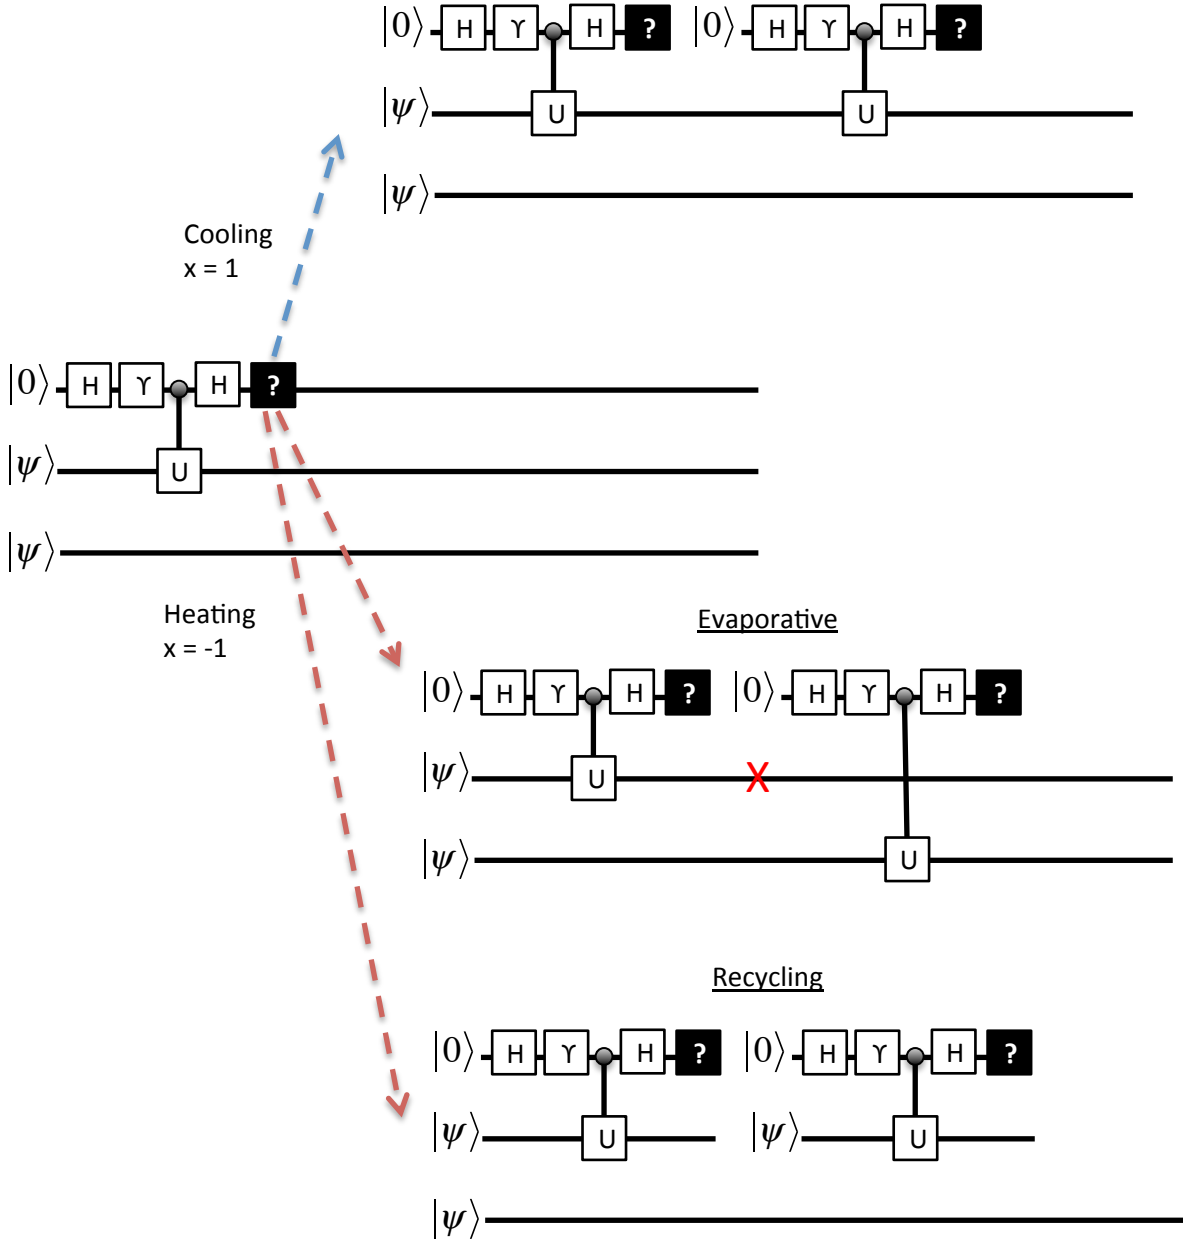 |0⟩ H ϒ H ? |0⟩ H ϒ H ?
|ψ⟩ U U
|ψ⟩
Cooling
x = 1
|0⟩ H ϒ H ?
|ψ⟩ U
|ψ⟩
Heating
x = -1
Evaporative
|0⟩ H ϒ H ? |0⟩ H ϒ H ?
|ψ⟩ U X
|ψ⟩ U
Recycling
|0⟩ H ϒ H ? |0⟩ H ϒ H ?
|ψ⟩ U |ψ⟩ U
|ψ⟩